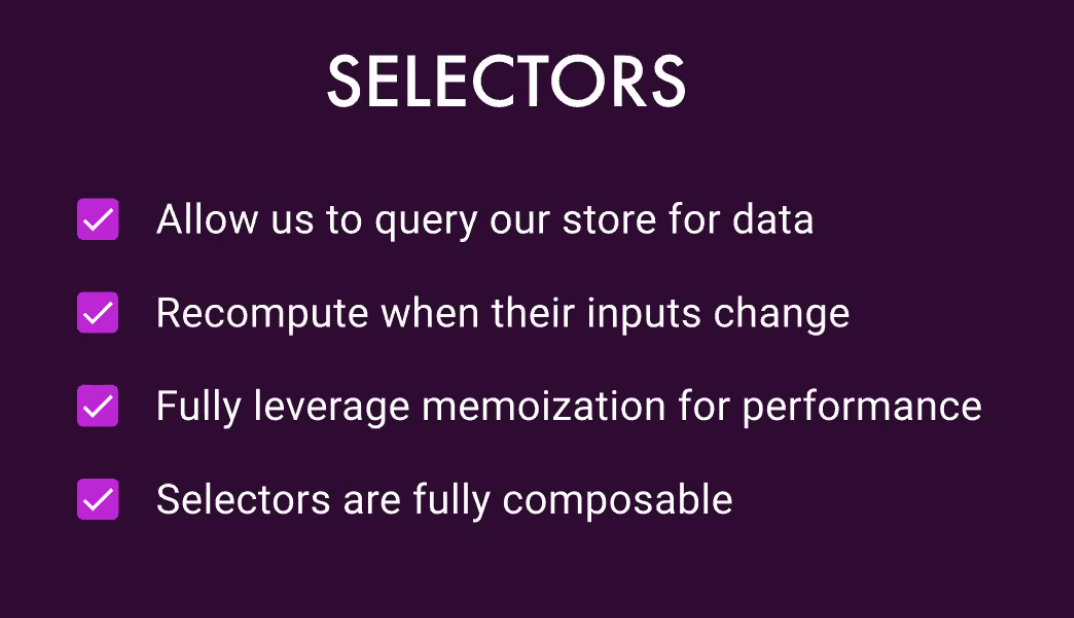 SELECTORS
Allow us to query our store for data
Recompute when their inputs change
Fully leverage memoization for performance
Selectors are fully composable